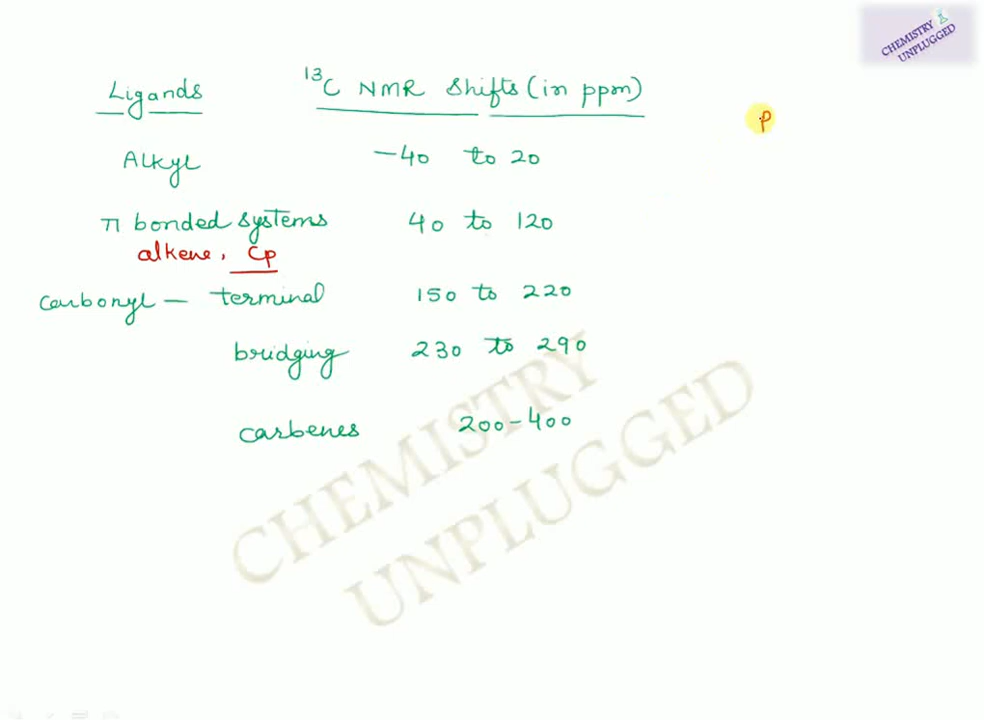 CHEMISTRY
UNPLUGGED
Ligands ¹³C NMR Shifts (in ppm)
P
Alkyl -40 to 20
π bonded systems 40 to 120
alkene, Cp
Carbonyl - terminal 150 to 220
bridging 230 to 290
carbenes 200-400
CHEMISTRY
UNPLUGGED